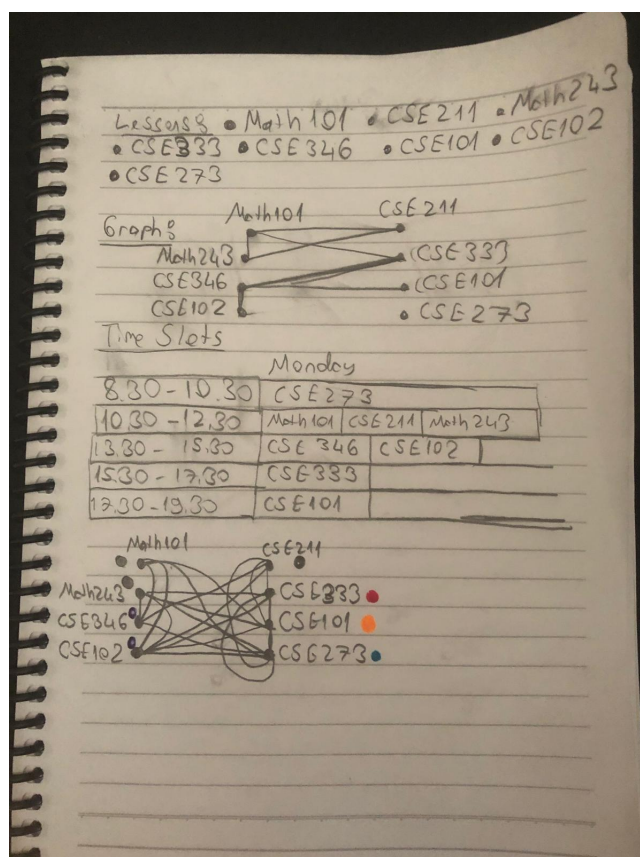 Lessons: • Math101 • CSE211 • Math243
• CSE333 • CSE346 • CSE101 • CSE102
• CSE273
Math101 CSE211
Graph:
Math243 CSE333
CSE346 CSE101
CSE102 • CSE273
Time Slots
Monday
8.30-10.30 CSE273
10.30-12.30 Math101 CSE211 Math243
13.30-15.30 CSE 346 CSE102
15.30-17.30 CSE333
17.30-19.30 CSE101
Math101 CSE211
Math243 CSE333
CSE346 CSE101
CSE102 CSE273